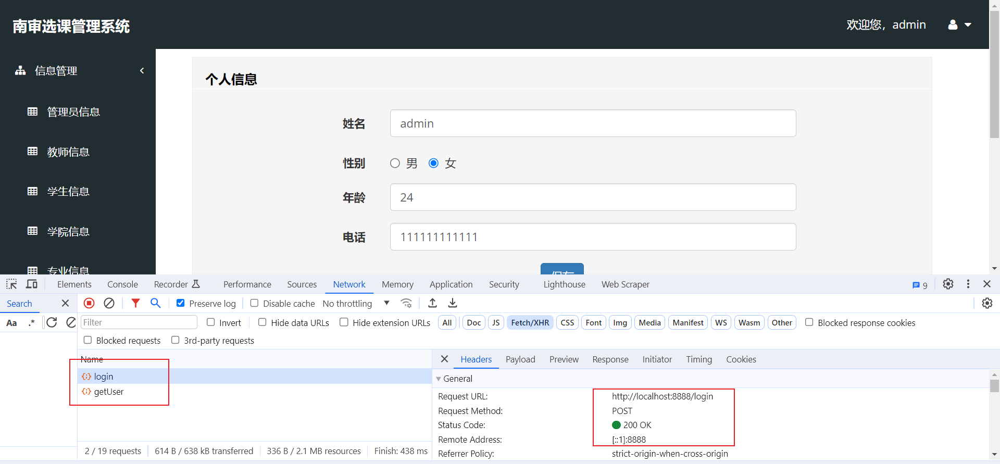 南审选课管理系统
欢迎您，admin
信息管理
管理员信息
教师信息
学生信息
学院信息
专业信息
个人信息
姓名 admin
性别 男 女
年龄 24
电话 111111111111
保存
Elements Console Recorder Performance Sources Network Memory Application Security Lighthouse Web Scraper 9
Search Preserve log Disable cache No throttling
Aa .* Filter Invert Hide data URLs Hide extension URLs All Doc JS Fetch/XHR CSS Font Img Media Manifest WS Wasm Other Blocked response cookies
Blocked requests 3rd-party requests
Name
login
getUser
2 / 19 requests 614 B / 638 kB transferred 336 B / 2.1 MB resources Finish: 438 ms
Headers Payload Preview Response Initiator Timing Cookies
General
Request URL: http://localhost:8888/login
Request Method: POST
Status Code: 200 OK
Remote Address: [::1]:8888
Referrer Policy: strict-origin-when-cross-origin